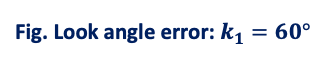 Fig. Look angle error: k₁ = 60°